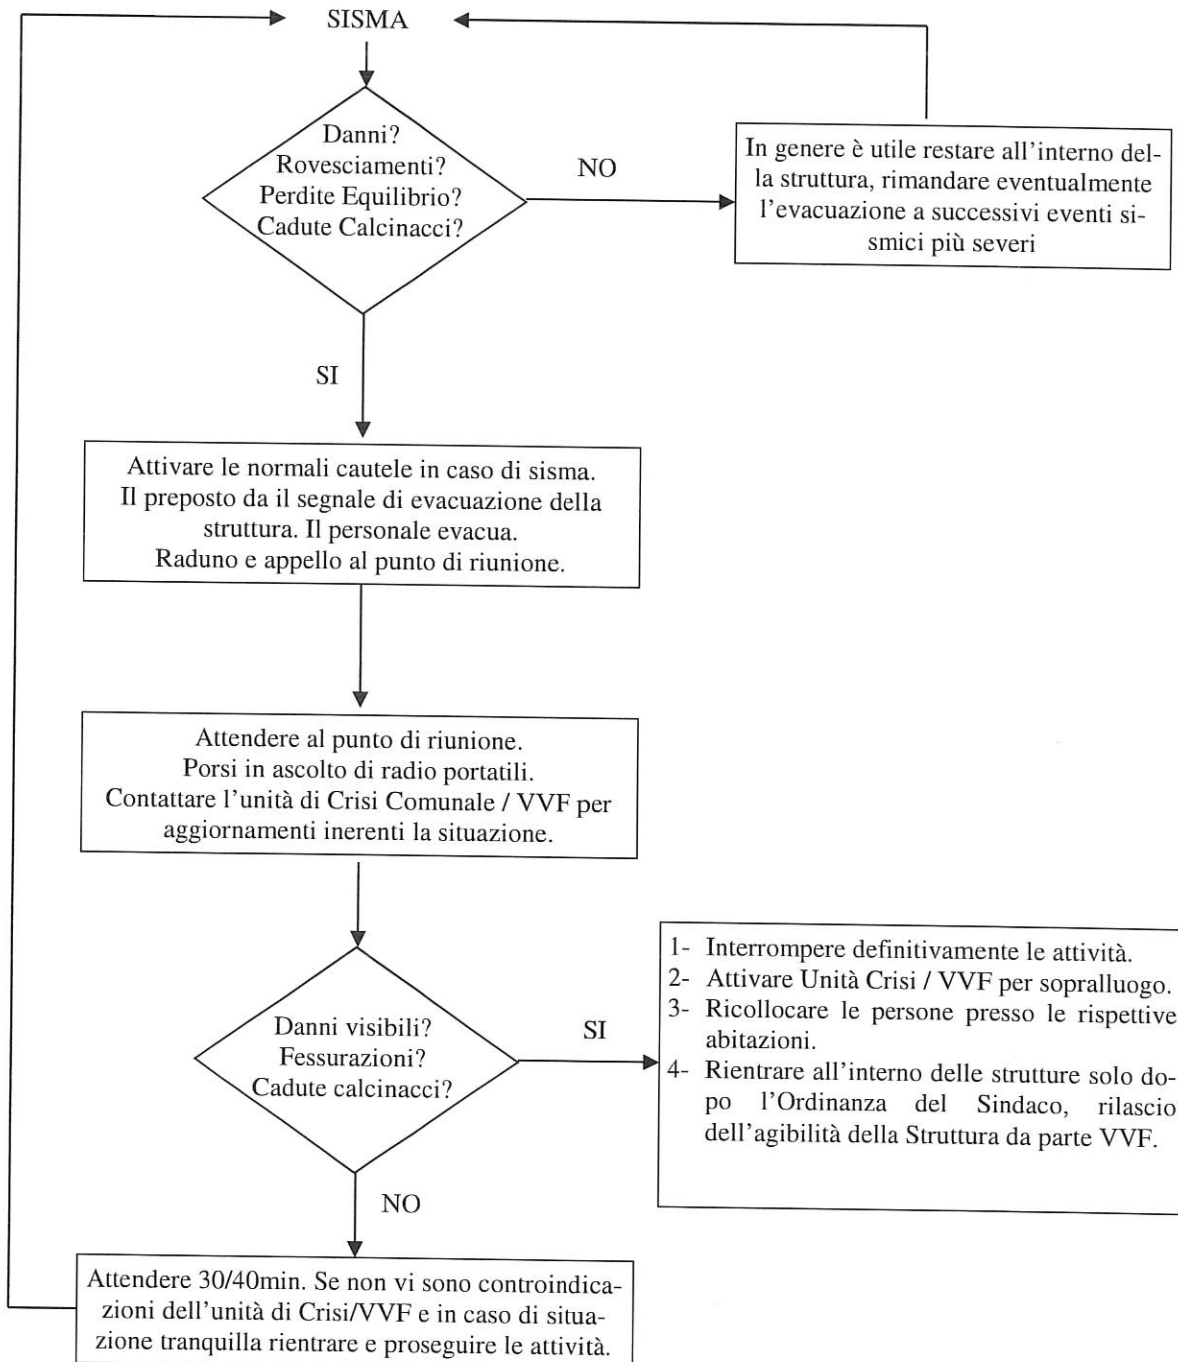 SISMA
Danni?
Rovesciamenti?
Perdite Equilibrio?
Cadute Calcinacci?
NO
In genere è utile restare all'interno del-
la struttura, rimandare eventualmente
l'evacuazione a successivi eventi si-
smici più severi
SI
Attivare le normali cautele in caso di sisma.
Il preposto da il segnale di evacuazione della
struttura. Il personale evacua.
Raduno e appello al punto di riunione.
Attendere al punto di riunione.
Porsi in ascolto di radio portatili.
Contattare l'unità di Crisi Comunale / VVF per
aggiornamenti inerenti la situazione.
Danni visibili?
Fessurazioni?
Cadute calcinacci?
SI
1- Interrompere definitivamente le attività.
2- Attivare Unità Crisi / VVF per sopralluogo.
3- Ricollocare le persone presso le rispettive
abitazioni.
4- Rientrare all'interno delle strutture solo do-
po l'Ordinanza del Sindaco, rilascio
dell'agibilità della Struttura da parte VVF.
NO
Attendere 30/40min. Se non vi sono controindica-
zioni dell'unità di Crisi/VVF e in caso di situa-
zione tranquilla rientrare e proseguire le attività.